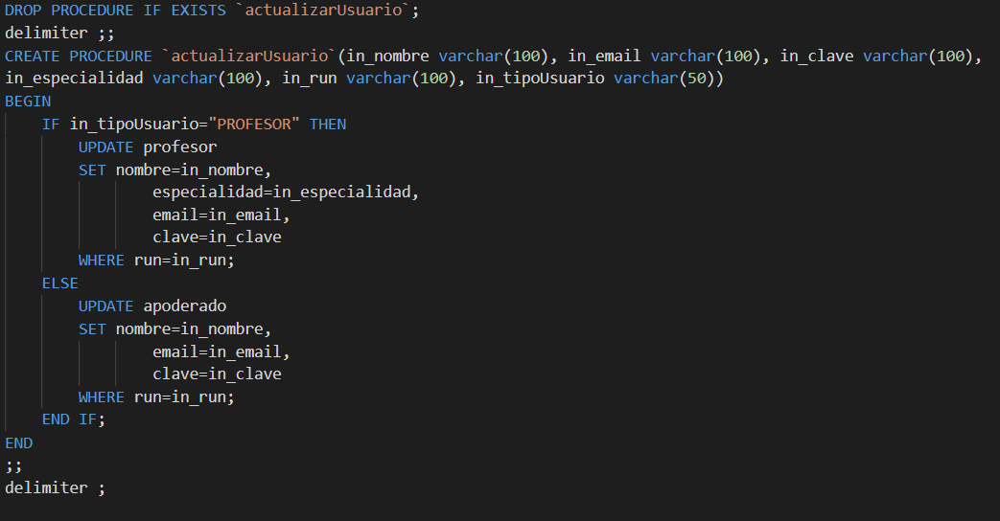 DROP PROCEDURE IF EXISTS `actualizarUsuario`;
delimiter ;;
CREATE PROCEDURE `actualizarUsuario`(in_nombre varchar(100), in_email varchar(100), in_clave varchar(100),
in_especialidad varchar(100), in_run varchar(100), in_tipoUsuario varchar(50))
BEGIN
    IF in_tipoUsuario="PROFESOR" THEN
        UPDATE profesor
        SET nombre=in_nombre,
                especialidad=in_especialidad,
                email=in_email,
                clave=in_clave
        WHERE run=in_run;
    ELSE
        UPDATE apoderado
        SET nombre=in_nombre,
                email=in_email,
                clave=in_clave
        WHERE run=in_run;
    END IF;
END
;;
delimiter ;